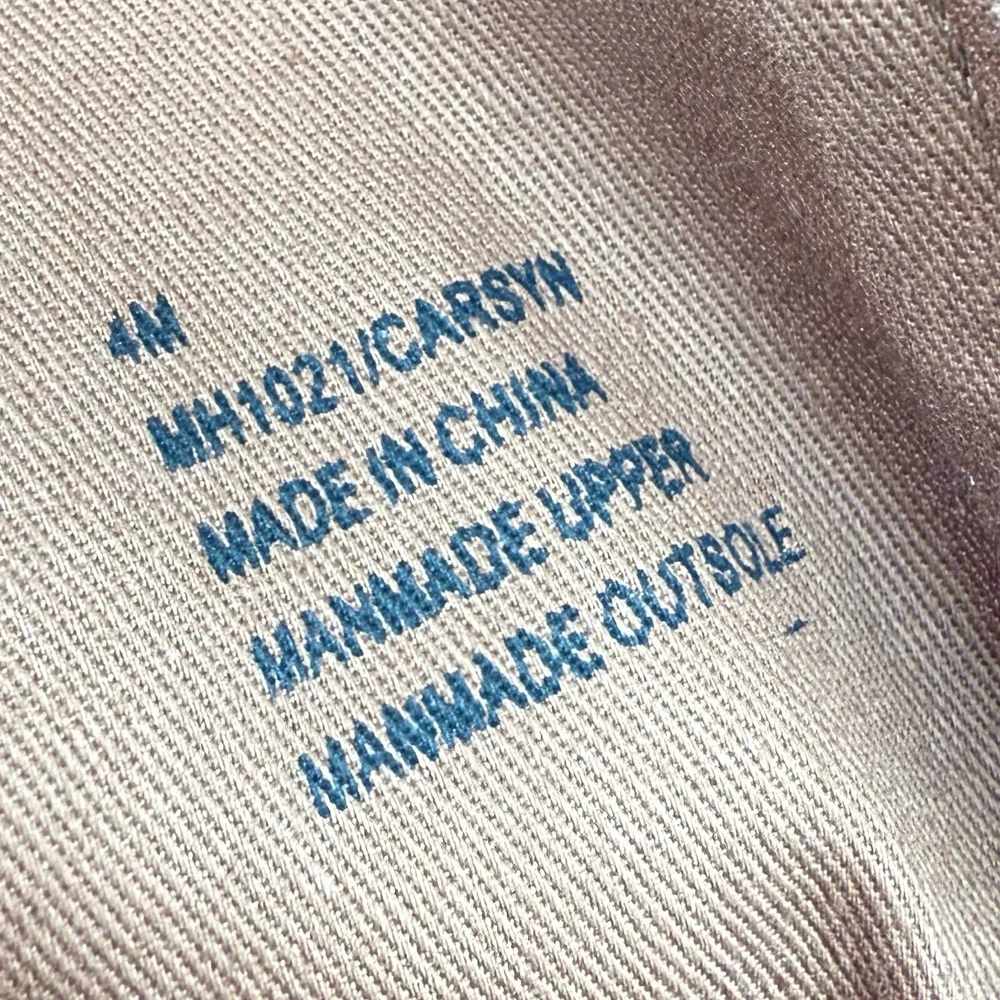 4M
MH1021/CARSYN
MADE IN CHINA
MANMADE UPPER
MANMADE OUTSOLE